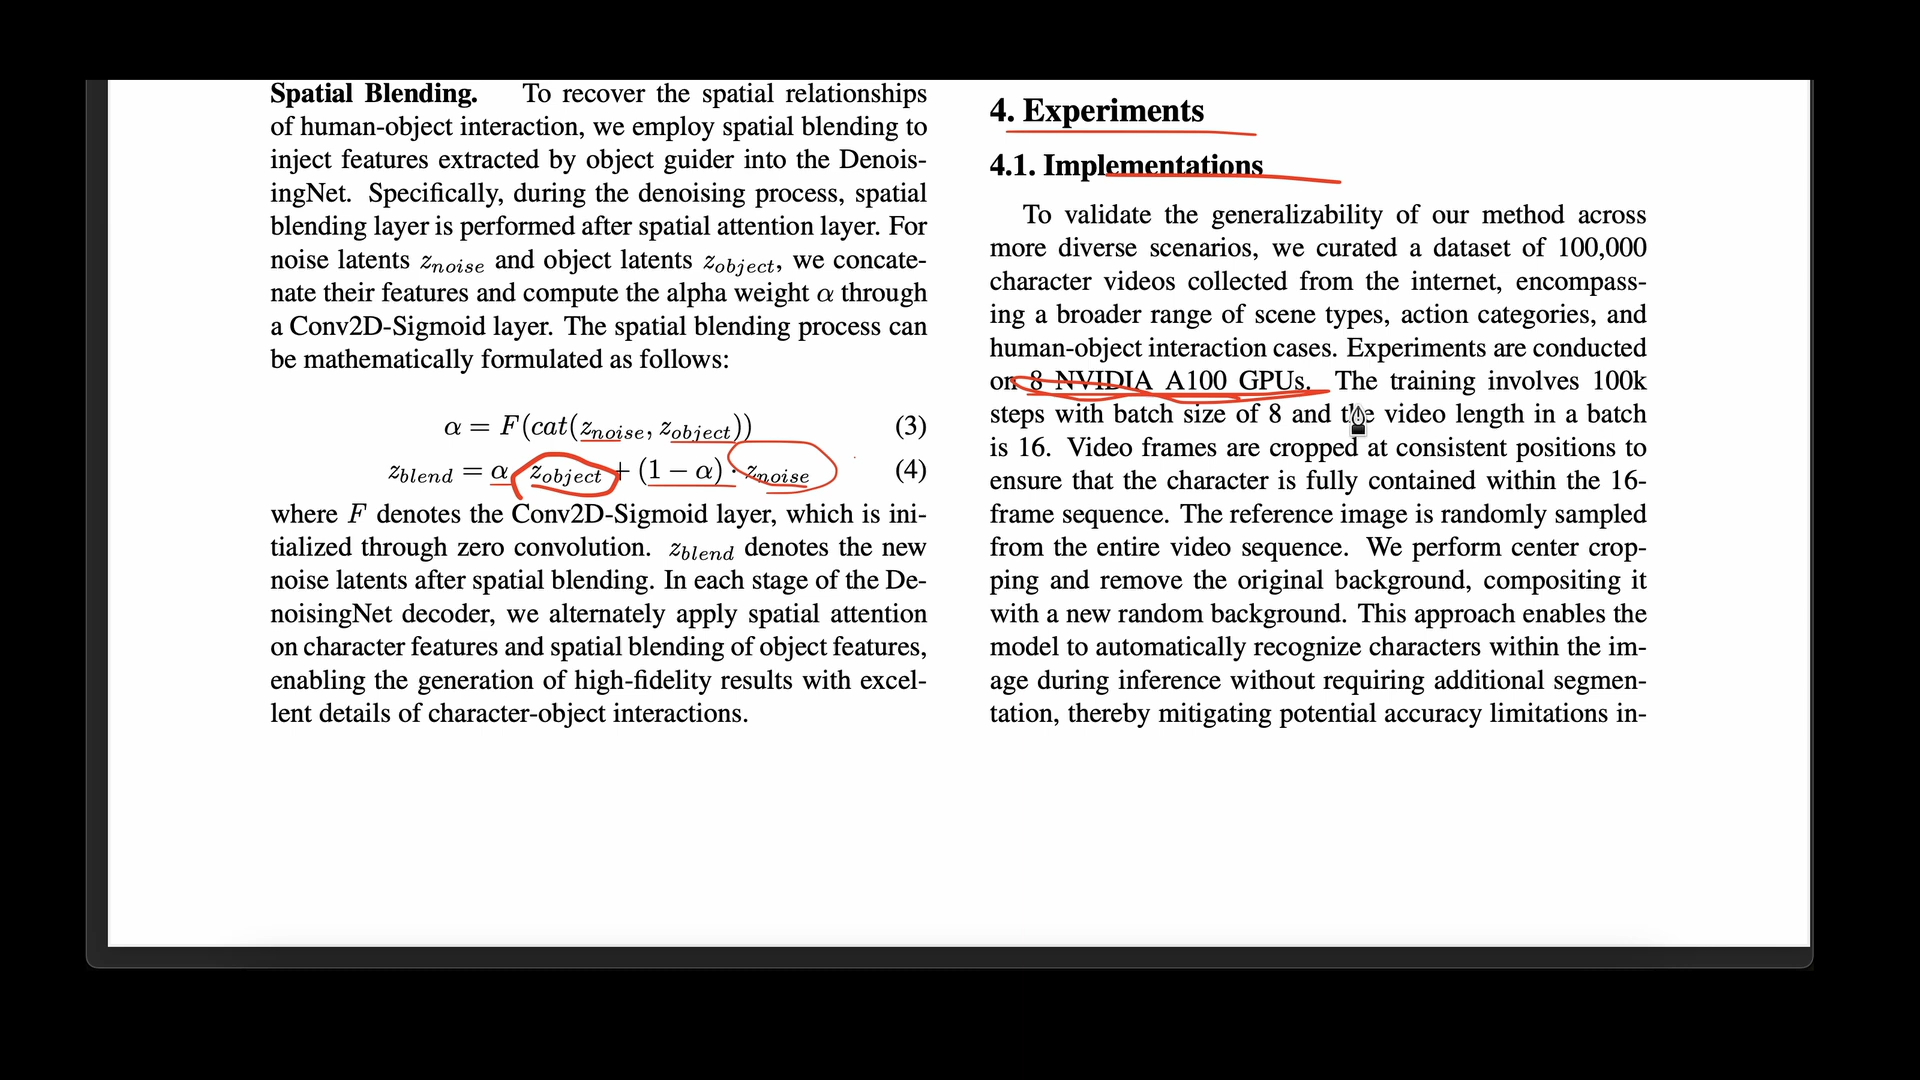 Spatial Blending. To recover the spatial relationships
of human-object interaction, we employ spatial blending to
inject features extracted by object guider into the Denois-
ingNet. Specifically, during the denoising process, spatial
blending layer is performed after spatial attention layer. For
noise latents z_noise and object latents z_object, we concate-
nate their features and compute the alpha weight α through
a Conv2D-Sigmoid layer. The spatial blending process can
be mathematically formulated as follows:
α = F(cat(z_noise, z_object)) (3)
z_blend = α · z_object + (1 − α) · z_noise (4)
where F denotes the Conv2D-Sigmoid layer, which is ini-
tialized through zero convolution. z_blend denotes the new
noise latents after spatial blending. In each stage of the De-
noisingNet decoder, we alternately apply spatial attention
on character features and spatial blending of object features,
enabling the generation of high-fidelity results with excel-
lent details of character-object interactions.
4. Experiments
4.1. Implementations
To validate the generalizability of our method across
more diverse scenarios, we curated a dataset of 100,000
character videos collected from the internet, encompass-
ing a broader range of scene types, action categories, and
human-object interaction cases. Experiments are conducted
on 8 NVIDIA A100 GPUs. The training involves 100k
steps with batch size of 8 and the video length in a batch
is 16. Video frames are cropped at consistent positions to
ensure that the character is fully contained within the 16-
frame sequence. The reference image is randomly sampled
from the entire video sequence. We perform center crop-
ping and remove the original background, compositing it
with a new random background. This approach enables the
model to automatically recognize characters within the im-
age during inference without requiring additional segmen-
tation, thereby mitigating potential accuracy limitations in-